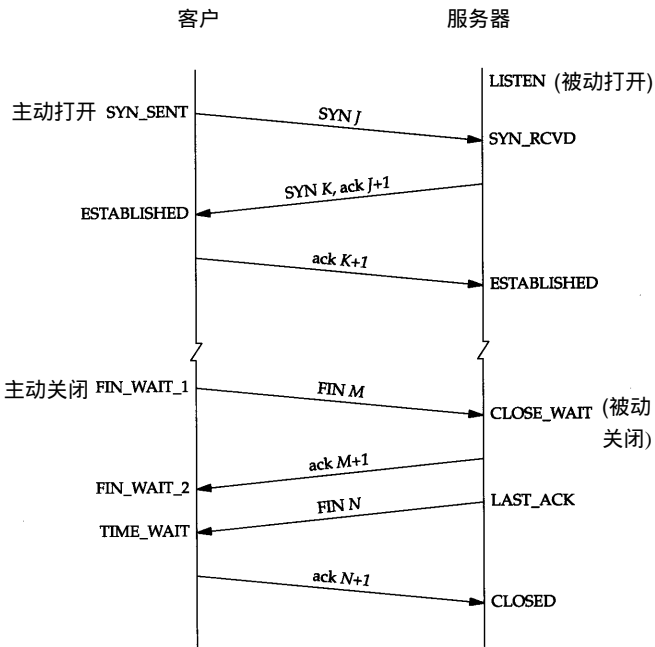 客户 服务器
LISTEN (被动打开)
主动打开 SYN_SENT
SYN J
SYN_RCVD
SYN K, ack J+1
ESTABLISHED
ack K+1
ESTABLISHED
主动关闭 FIN_WAIT_1
FIN M
CLOSE_WAIT (被动
关闭)
ack M+1
FIN_WAIT_2
FIN N
LAST_ACK
TIME_WAIT
ack N+1
CLOSED